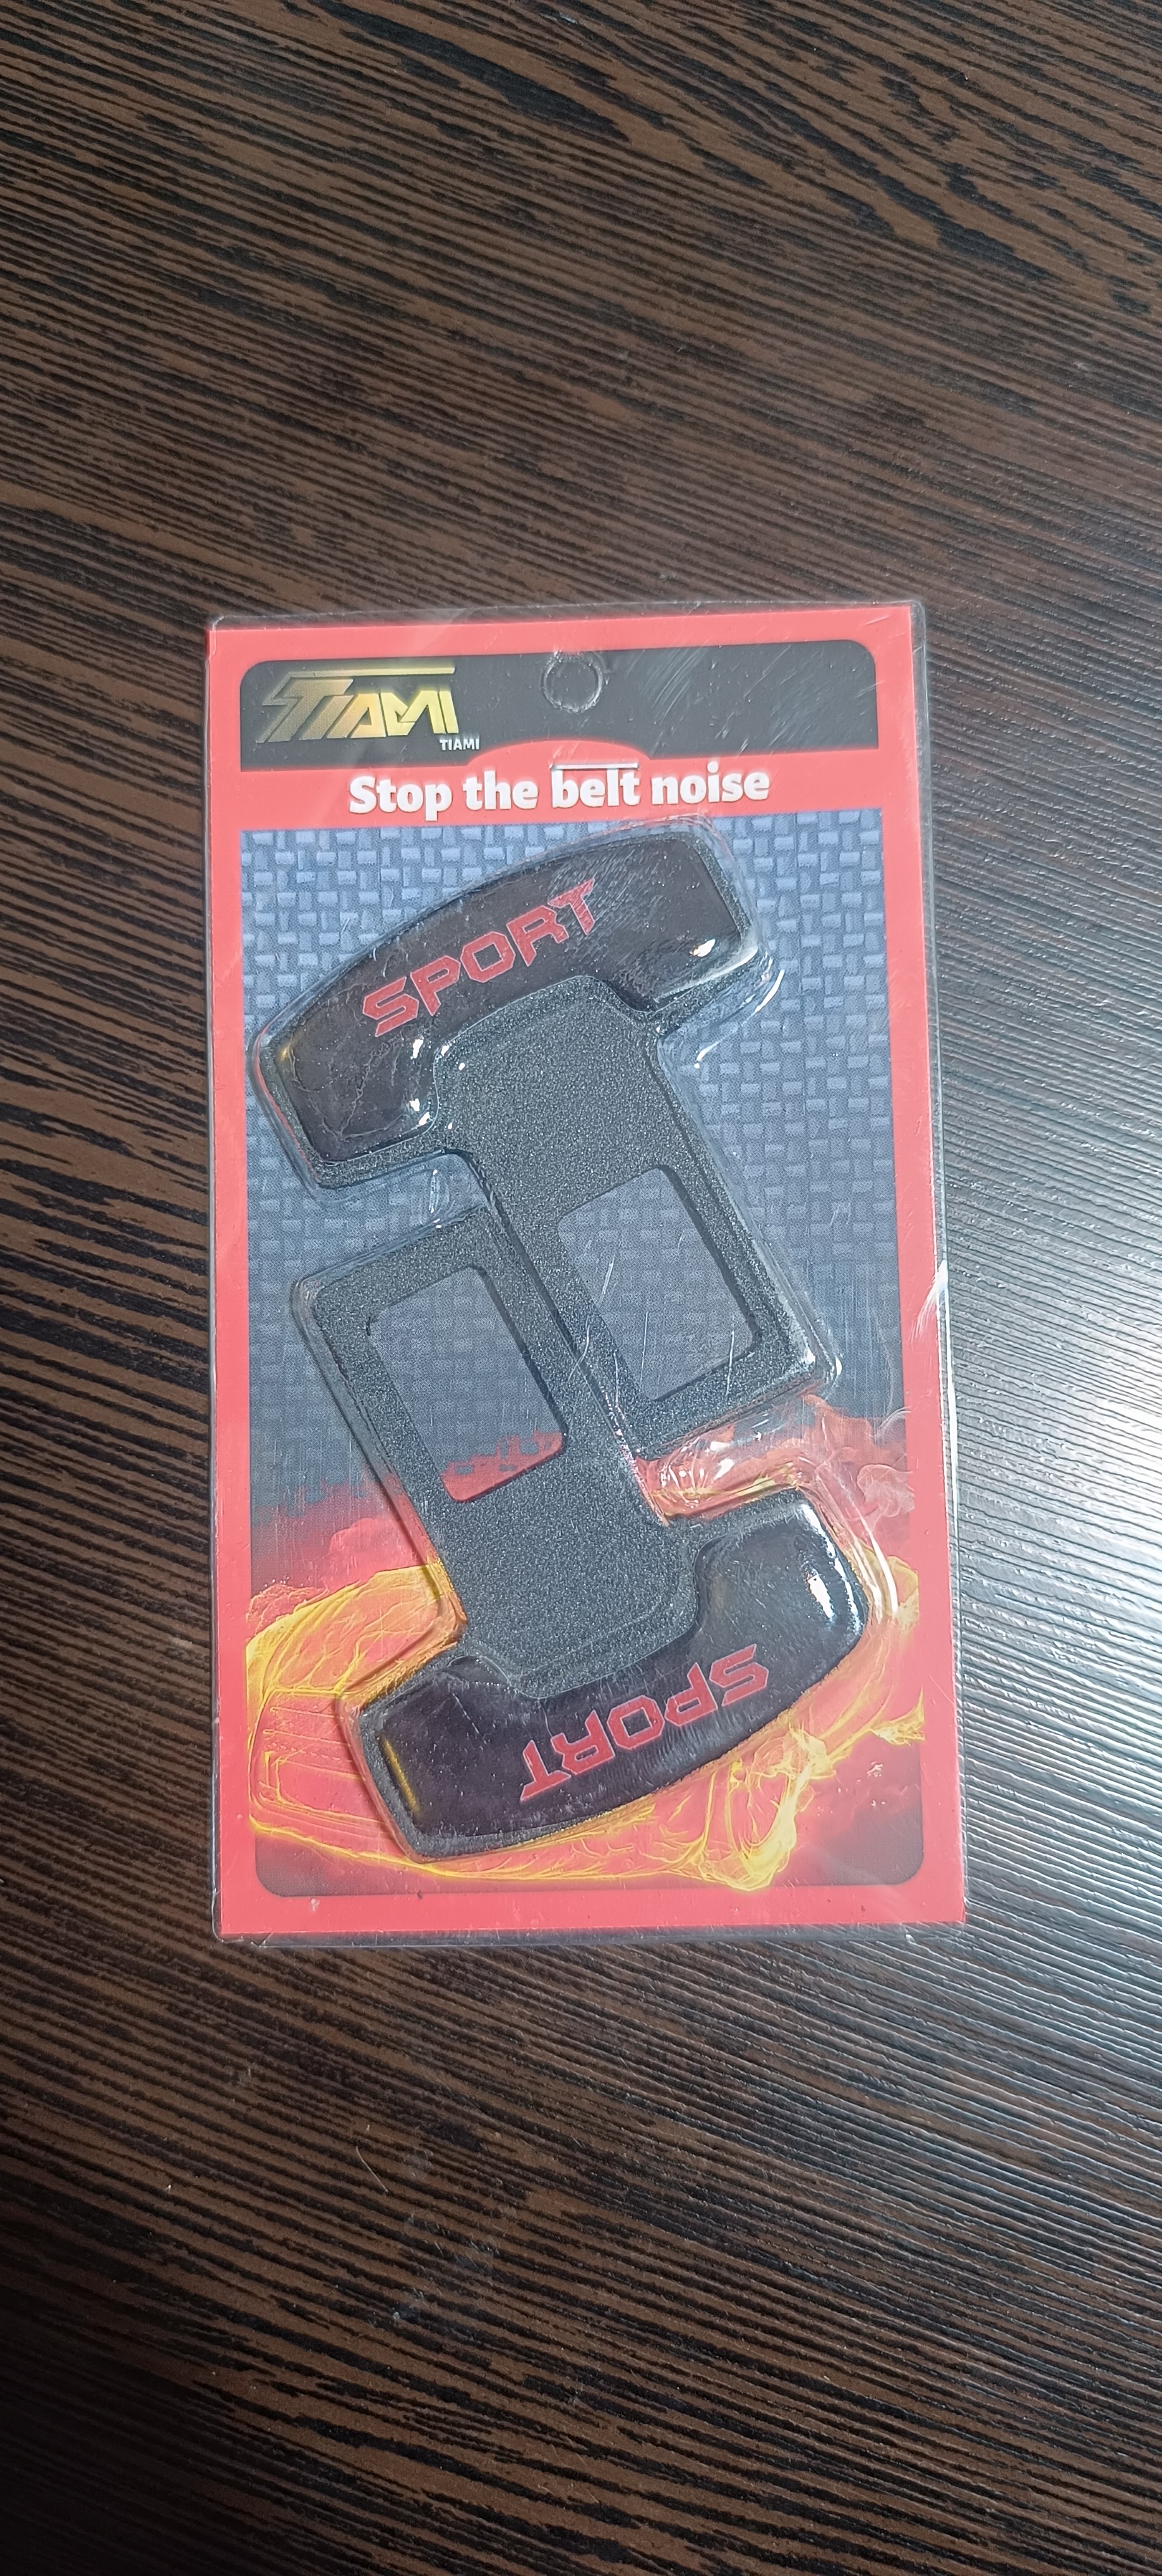 TIAMI
TIAMI
Stop the belt noise
SPORT
SPORT